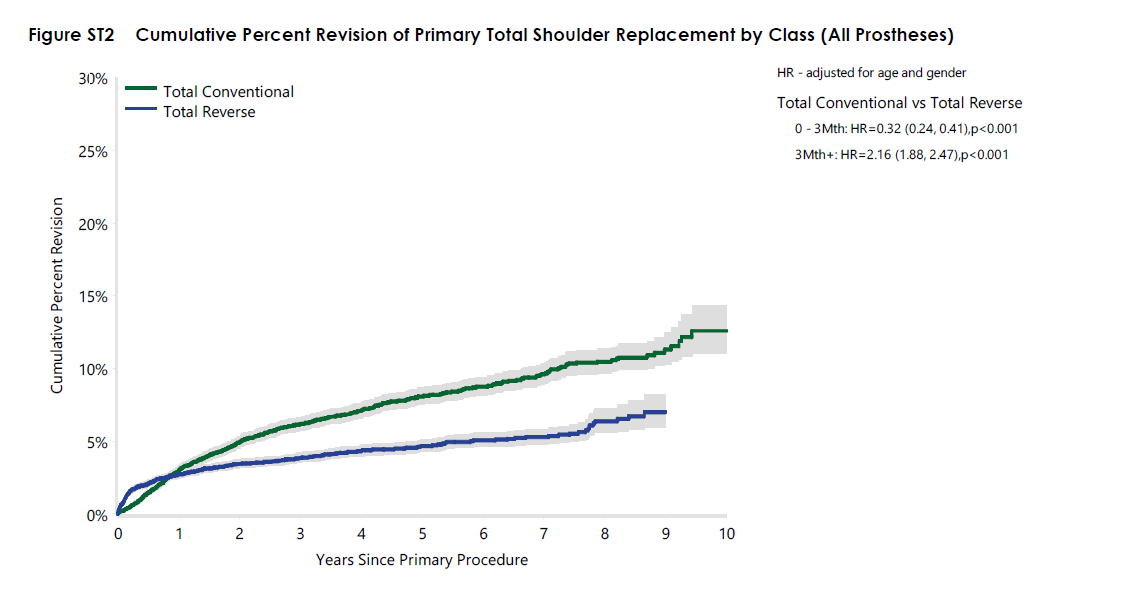 Figure ST2 Cumulative Percent Revision of Primary Total Shoulder Replacement by Class (All Prostheses)
HR - adjusted for age and gender
Total Conventional vs Total Reverse
0 - 3Mth: HR=0.32 (0.24, 0.41),p<0.001
3Mth+: HR=2.16 (1.88, 2.47),p<0.001
Total Conventional
Total Reverse
Cumulative Percent Revision
30%
25%
20%
15%
10%
5%
0%
0 1 2 3 4 5 6 7 8 9 10
Years Since Primary Procedure